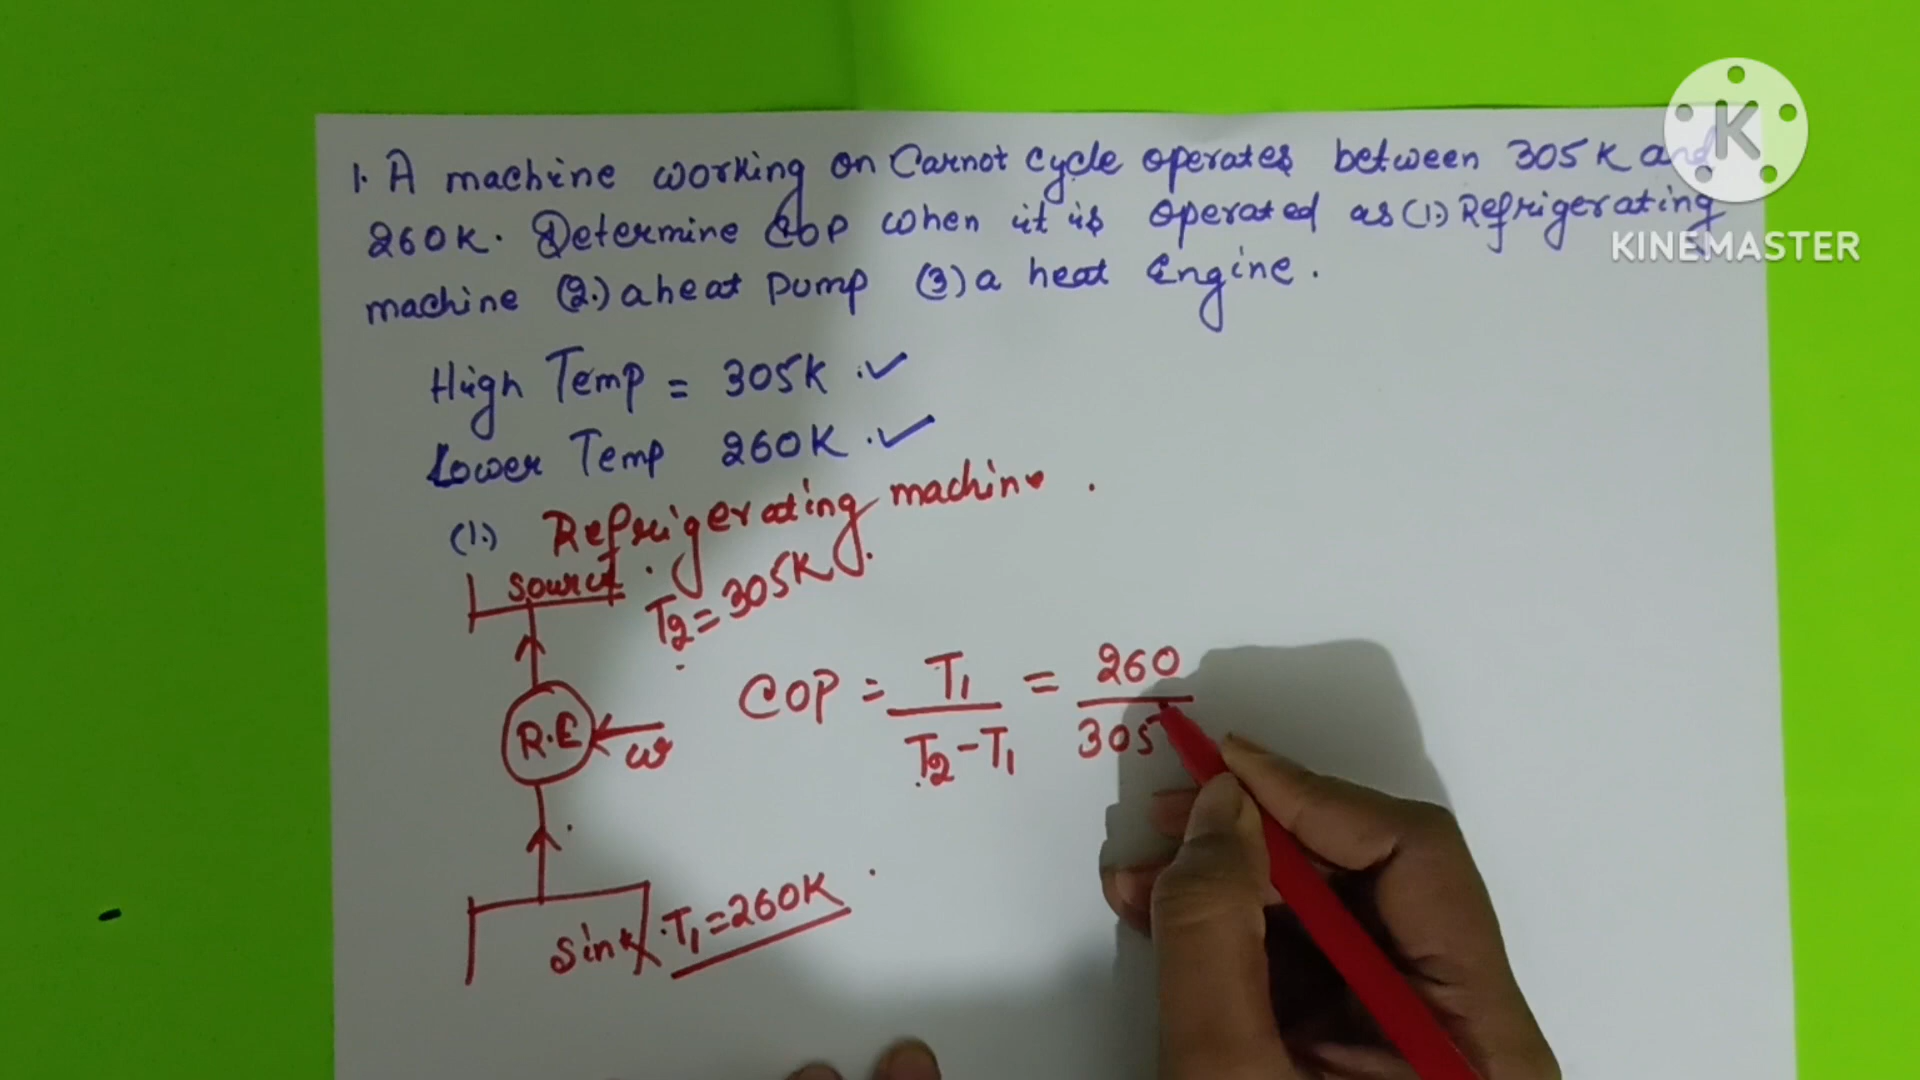 1. A machine working on Carnot cycle operates between 305K and
260K. Determine COP when it is operated as (1.) Refrigerating
machine (2.) a heat pump (3) a heat Engine.
High Temp = 305K.
Lower Temp 260K.
(1.) Refrigerating machine.
source
T2 = 305K.
COP = T1 / T2 - T1 = 260 / 305
R.E
w
sink T1 = 260K
K
KINEMASTER